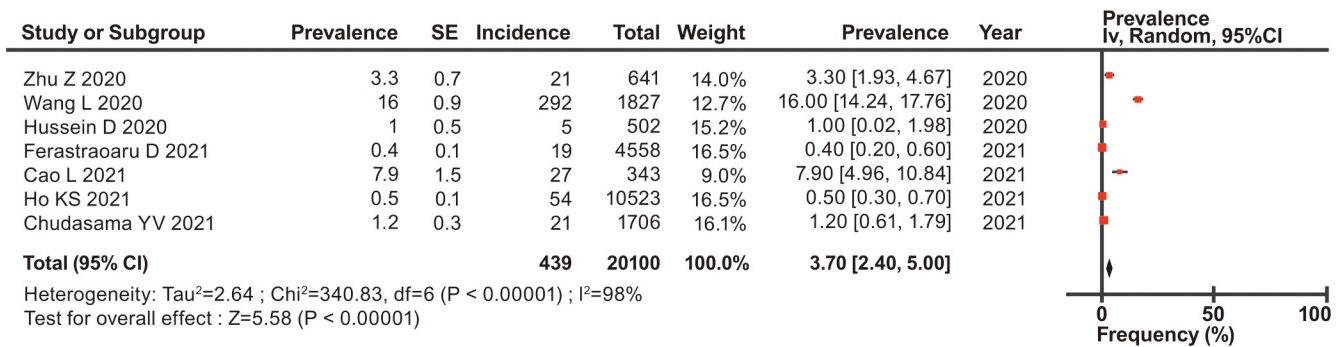 Study or Subgroup Prevalence SE Incidence Total Weight Prevalence Year Prevalence
Iv, Random, 95%CI
Zhu Z 2020 3.3 0.7 21 641 14.0% 3.30 [1.93, 4.67] 2020
Wang L 2020 16 0.9 292 1827 12.7% 16.00 [14.24, 17.76] 2020
Hussein D 2020 1 0.5 5 502 15.2% 1.00 [0.02, 1.98] 2020
Ferastraoaru D 2021 0.4 0.1 19 4558 16.5% 0.40 [0.20, 0.60] 2021
Cao L 2021 7.9 1.5 27 343 9.0% 7.90 [4.96, 10.84] 2021
Ho KS 2021 0.5 0.1 54 10523 16.5% 0.50 [0.30, 0.70] 2021
Chudasama YV 2021 1.2 0.3 21 1706 16.1% 1.20 [0.61, 1.79] 2021
Total (95% CI) 439 20100 100.0% 3.70 [2.40, 5.00]
Heterogeneity: Tau²=2.64 ; Chi²=340.83, df=6 (P < 0.00001) ; I²=98%
Test for overall effect : Z=5.58 (P < 0.00001)
0 50 100
Frequency (%)